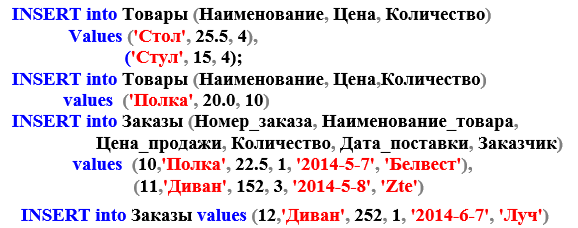 INSERT into Товары (Наименование, Цена, Количество)
Values ('Стол', 25.5, 4),
('Стул', 15, 4);
INSERT into Товары (Наименование, Цена,Количество)
values ('Полка', 20.0, 10)
INSERT into Заказы (Номер_заказа, Наименование_товара,
Цена_продажи, Количество, Дата_поставки, Заказчик)
values (10,'Полка', 22.5, 1, '2014-5-7', 'Белвест'),
(11,'Диван', 152, 3, '2014-5-8', 'Zte')
INSERT into Заказы values (12,'Диван', 252, 1, '2014-6-7', 'Луч')